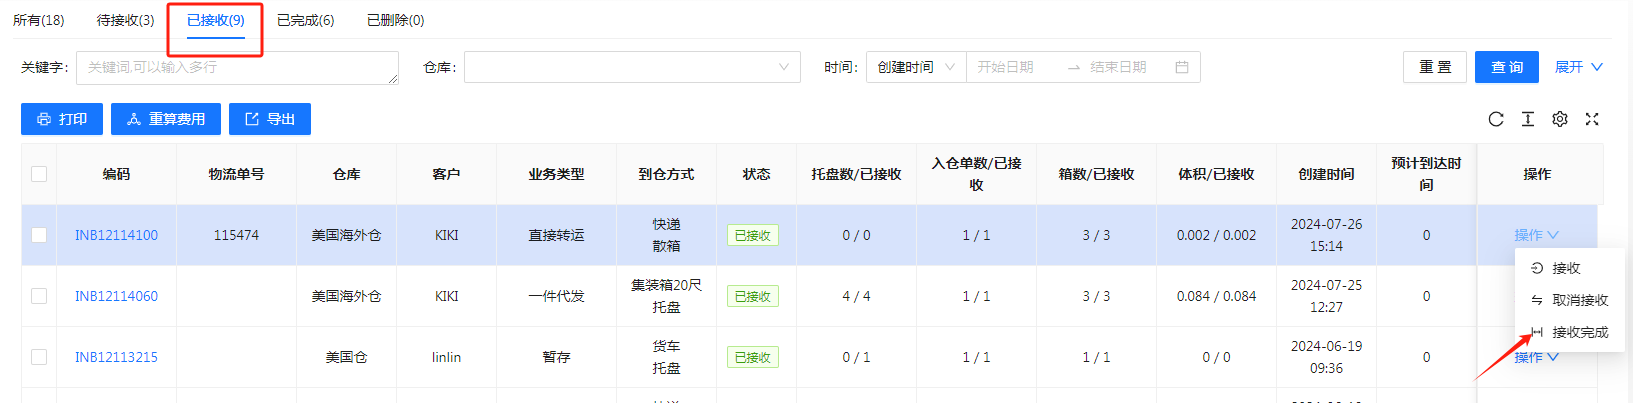 所有(18) 待接收(3) 已接收(9) 已完成(6) 已删除(0)
关键字: 关键词,可以输入多行 仓库: 时间: 创建时间 开始日期 → 结束日期 重 置 查 询 展开
打印 重算费用 导出
编码 物流单号 仓库 客户 业务类型 到仓方式 状态 托盘数/已接收 入仓单数/已接收 箱数/已接收 体积/已接收 创建时间 预计到达时间 操作
INB12114100 115474 美国海外仓 KIKI 直接转运 快递 散箱 已接收 0 / 0 1 / 1 3 / 3 0.002 / 0.002 2024-07-26 15:14 0 操作
接收
取消接收
接收完成
INB12114060 美国海外仓 KIKI 一件代发 集装箱20尺 托盘 已接收 4 / 4 1 / 1 3 / 3 0.084 / 0.084 2024-07-25 12:27 0
INB12113215 美国仓 linlin 暂存 货车 托盘 已接收 0 / 1 1 / 1 1 / 1 0 / 0 2024-06-19 09:36 0 操作